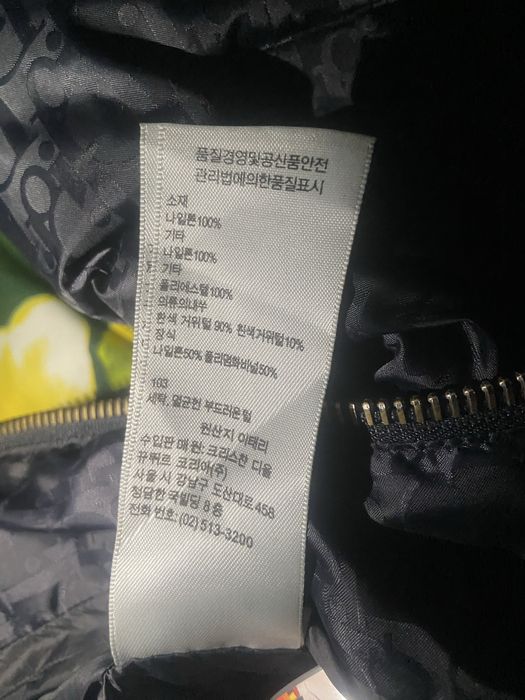 품질경영및공산품안전
관리법에의한품질표시
소재
나일론100%
기타
나일론100%
기타
폴리에스텔100%
의류의내부
흰색 거위털 90% 흰색거위털10%
장식
나일론50% 폴리염화비닐50%
103
세탁, 멸균한 부드러운털
원산지 이태리
수입판 매 원: 크리스찬 디올
뀨뛰르 코리아(주)
서울 시 강남구 도산대로 458
청담한 국빌딩 8 층
전화 번호: (02) 513-3200